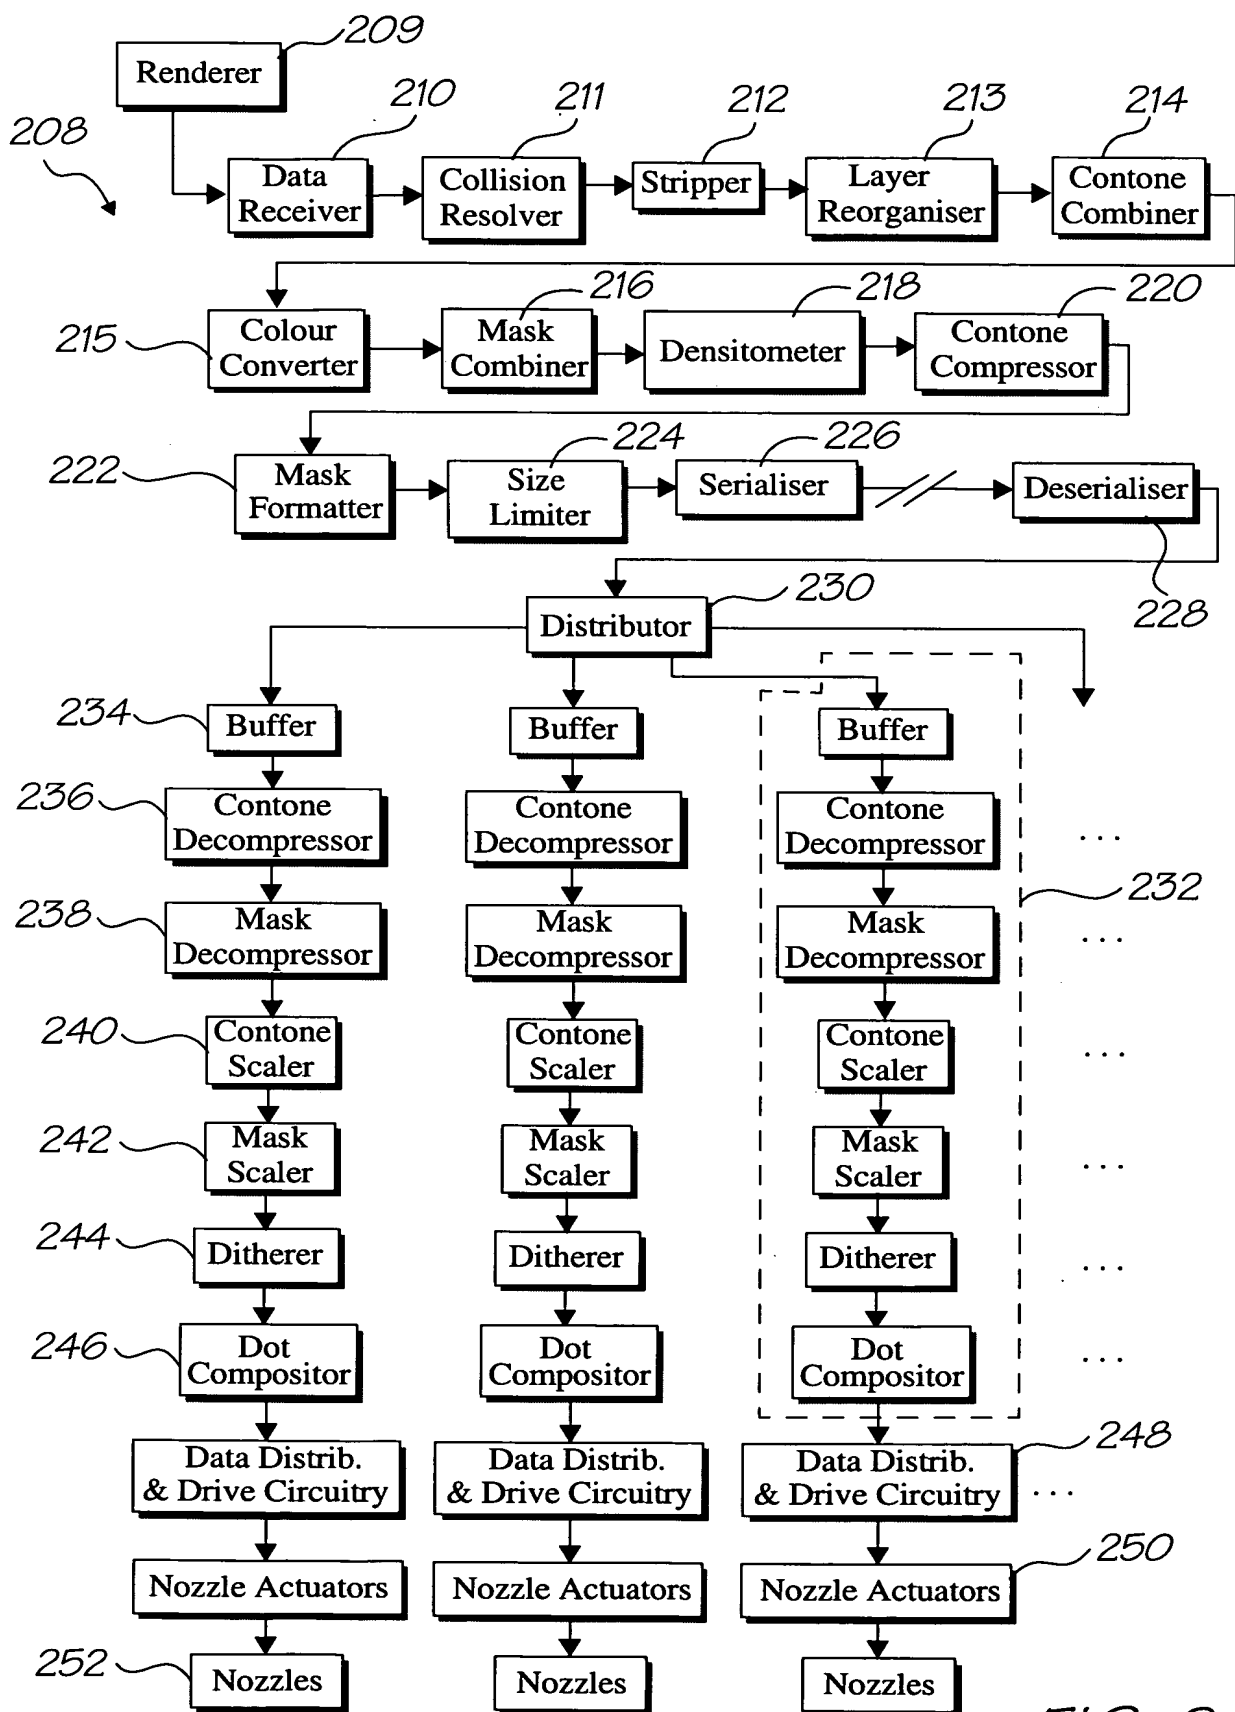 209
Renderer
210
211
212
213
214
208
Data
Receiver
Collision
Resolver
Stripper
Layer
Reorganiser
Contone
Combiner
216
218
220
215
Colour
Converter
Mask
Combiner
Densitometer
Contone
Compressor
224
226
222
Mask
Formatter
Size
Limiter
Serialiser
Deserialiser
228
230
Distributor
234
Buffer
Buffer
Buffer
236
Contone
Decompressor
Contone
Decompressor
Contone
Decompressor
...
232
238
Mask
Decompressor
Mask
Decompressor
Mask
Decompressor
...
240
Contone
Scaler
Contone
Scaler
Contone
Scaler
...
242
Mask
Scaler
Mask
Scaler
Mask
Scaler
...
244
Ditherer
Ditherer
Ditherer
...
246
Dot
Compositor
Dot
Compositor
Dot
Compositor
...
248
Data Distrib.
& Drive Circuitry
Data Distrib.
& Drive Circuitry
Data Distrib.
& Drive Circuitry
...
250
Nozzle Actuators
Nozzle Actuators
Nozzle Actuators
252
Nozzles
Nozzles
Nozzles